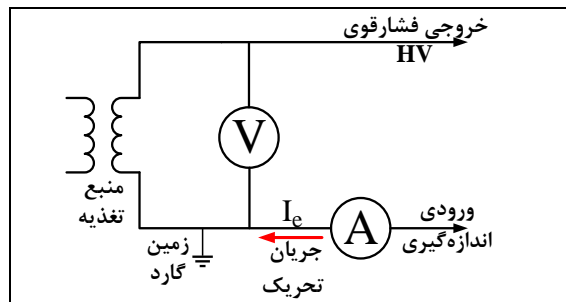 خروجی فشارقوی
HV
V
منبع
تغذیه
زمین
گارد
Ie
جریان
تحریک
A
ورودی
اندازه‌گیری